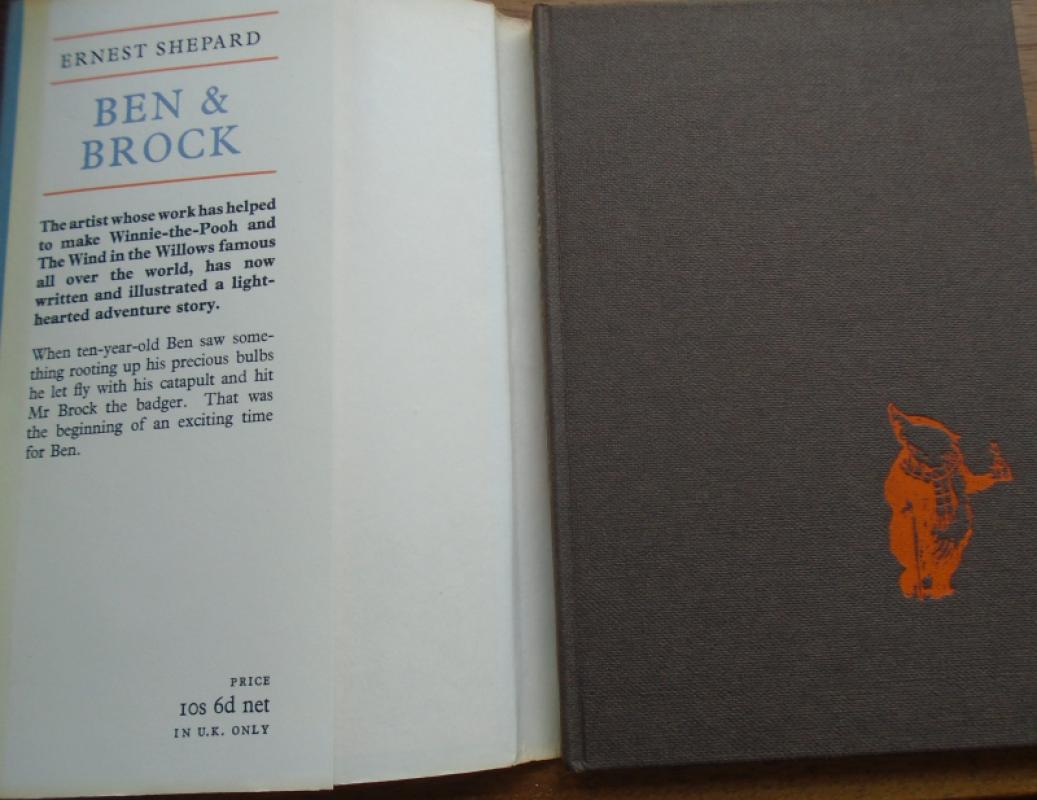 ERNEST SHEPARD
BEN &
BROCK
The artist whose work has helped
to make Winnie-the-Pooh and
The Wind in the Willows famous
all over the world, has now
written and illustrated a light-
hearted adventure story.
When ten-year-old Ben saw some-
thing rooting up his precious bulbs
he let fly with his catapult and hit
Mr Brock the badger. That was
the beginning of an exciting time
for Ben.
PRICE
10s 6d net
IN U.K. ONLY